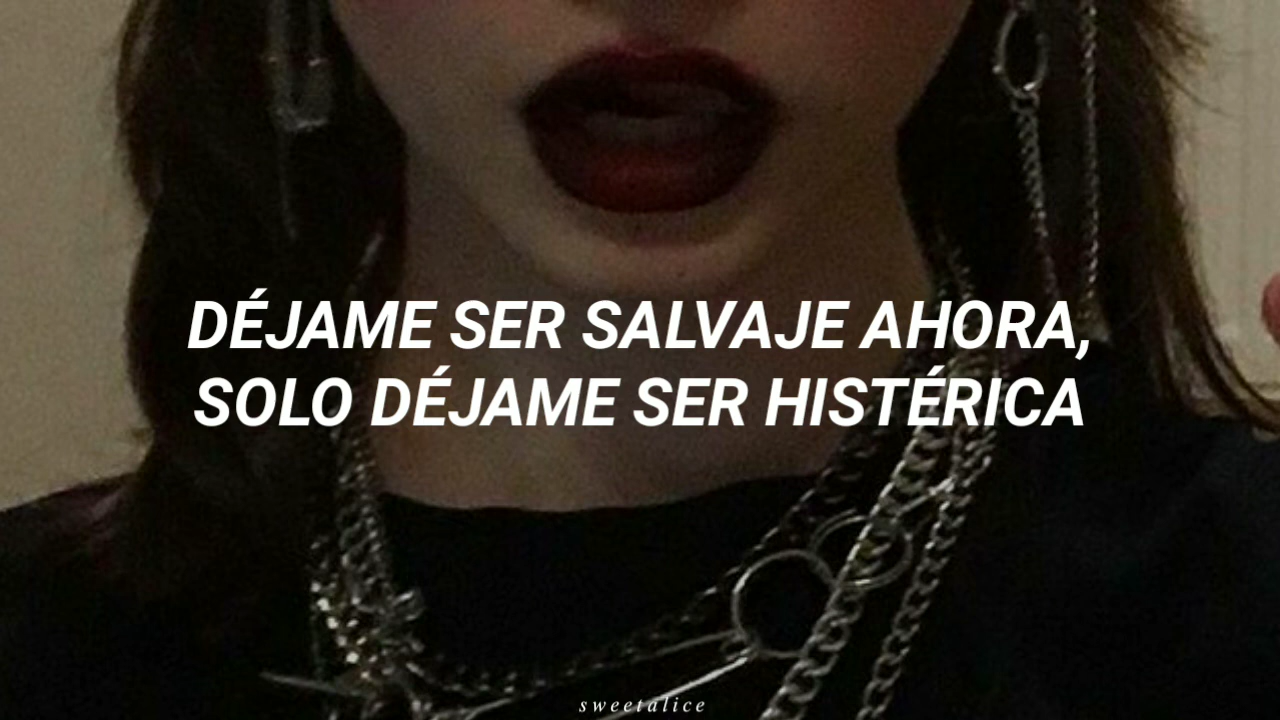 DÉJAME SER SALVAJE AHORA,
SOLO DÉJAME SER HISTÉRICA
sweetalice